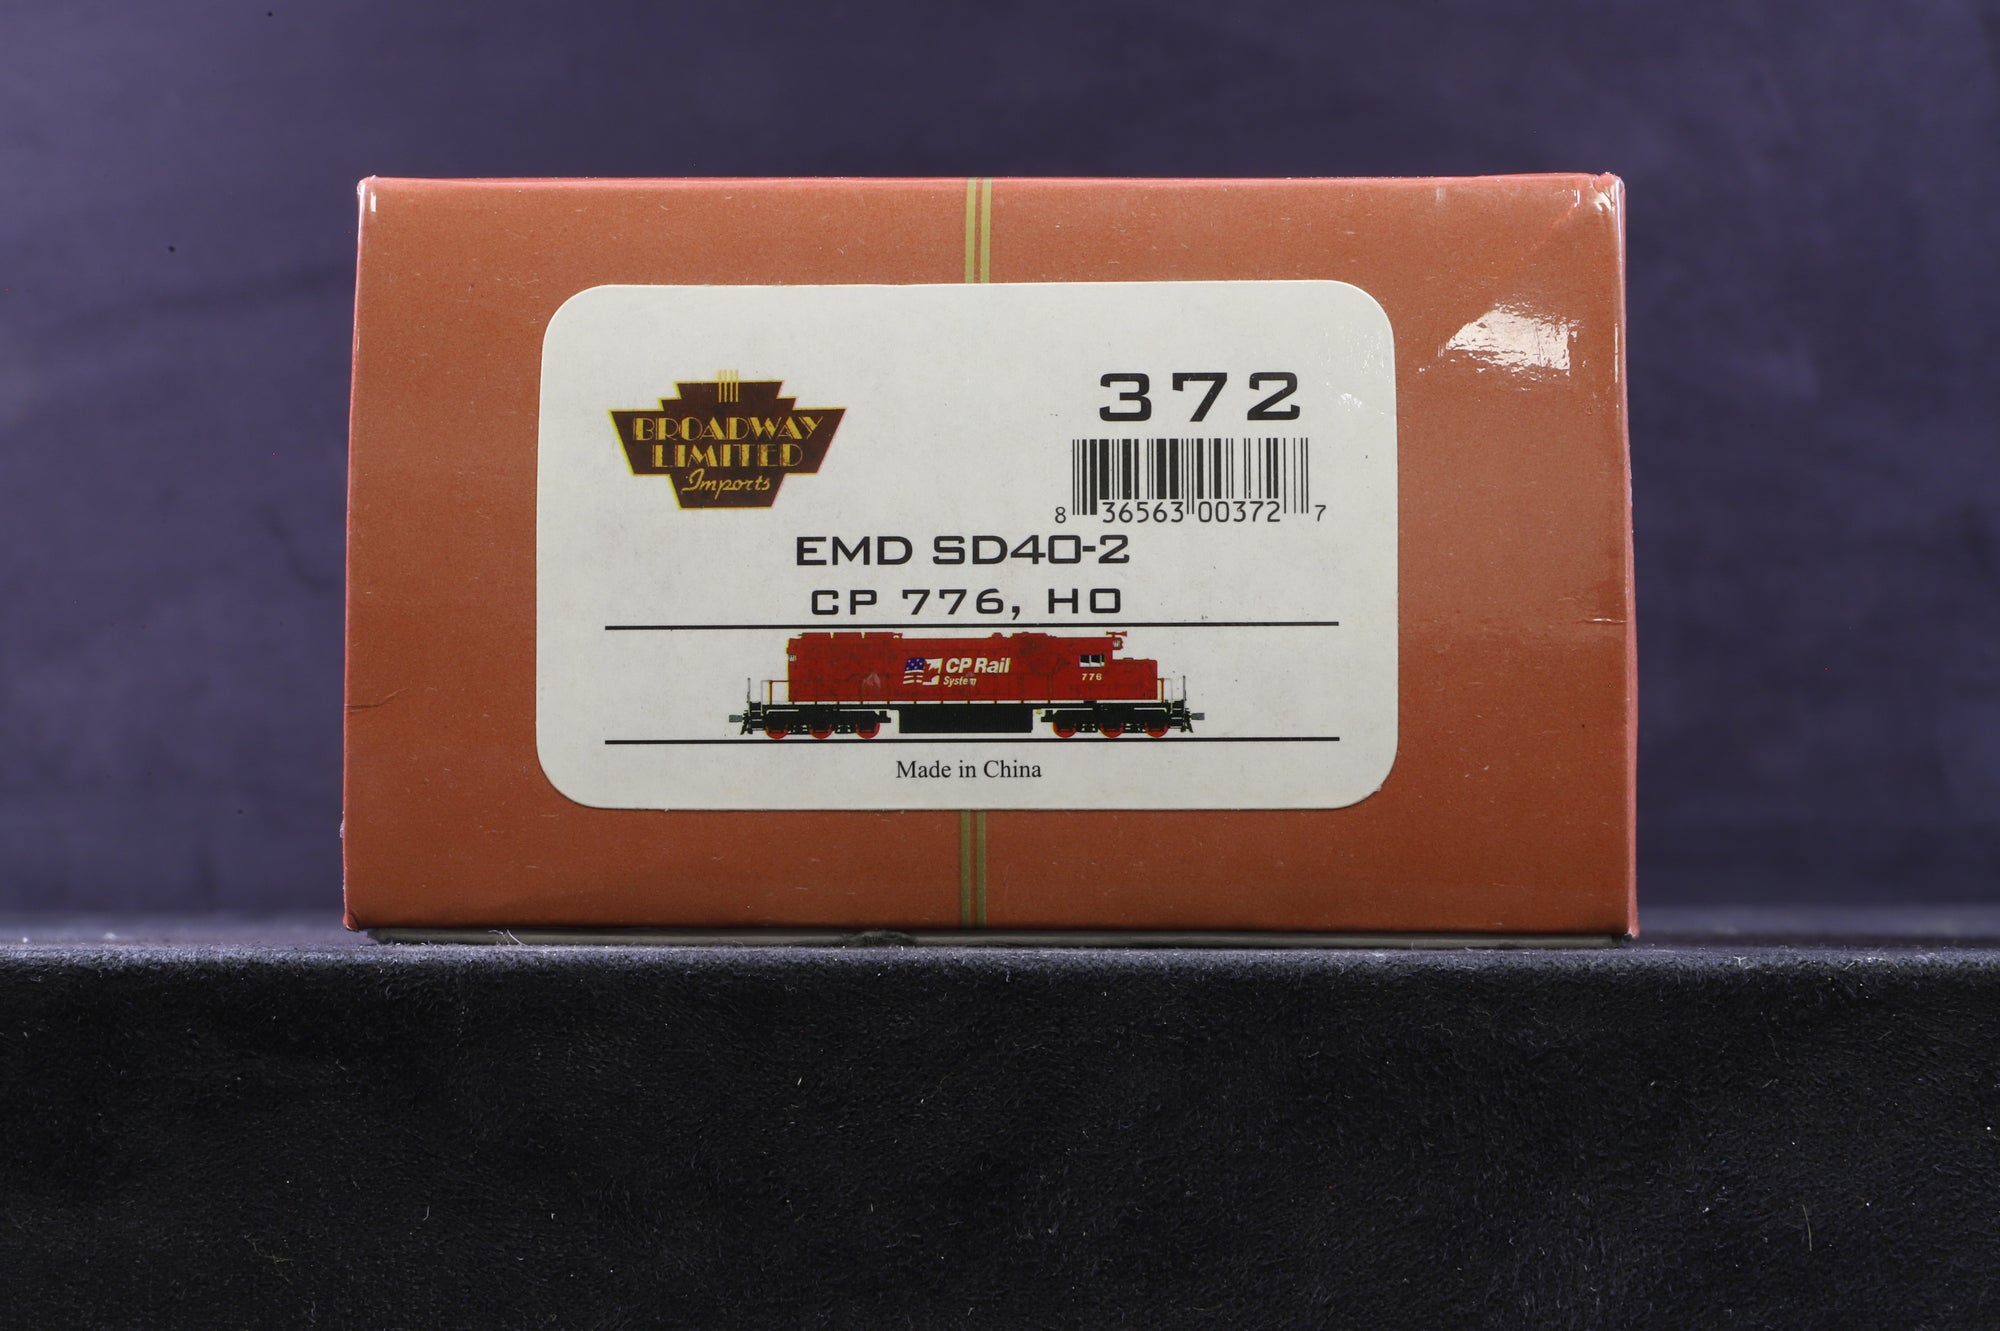 BROADWAY
LIMITED
Imports
372
8 36563 00372 7
EMD SD40-2
CP 776, HO
CP Rail
System
776
Made in China